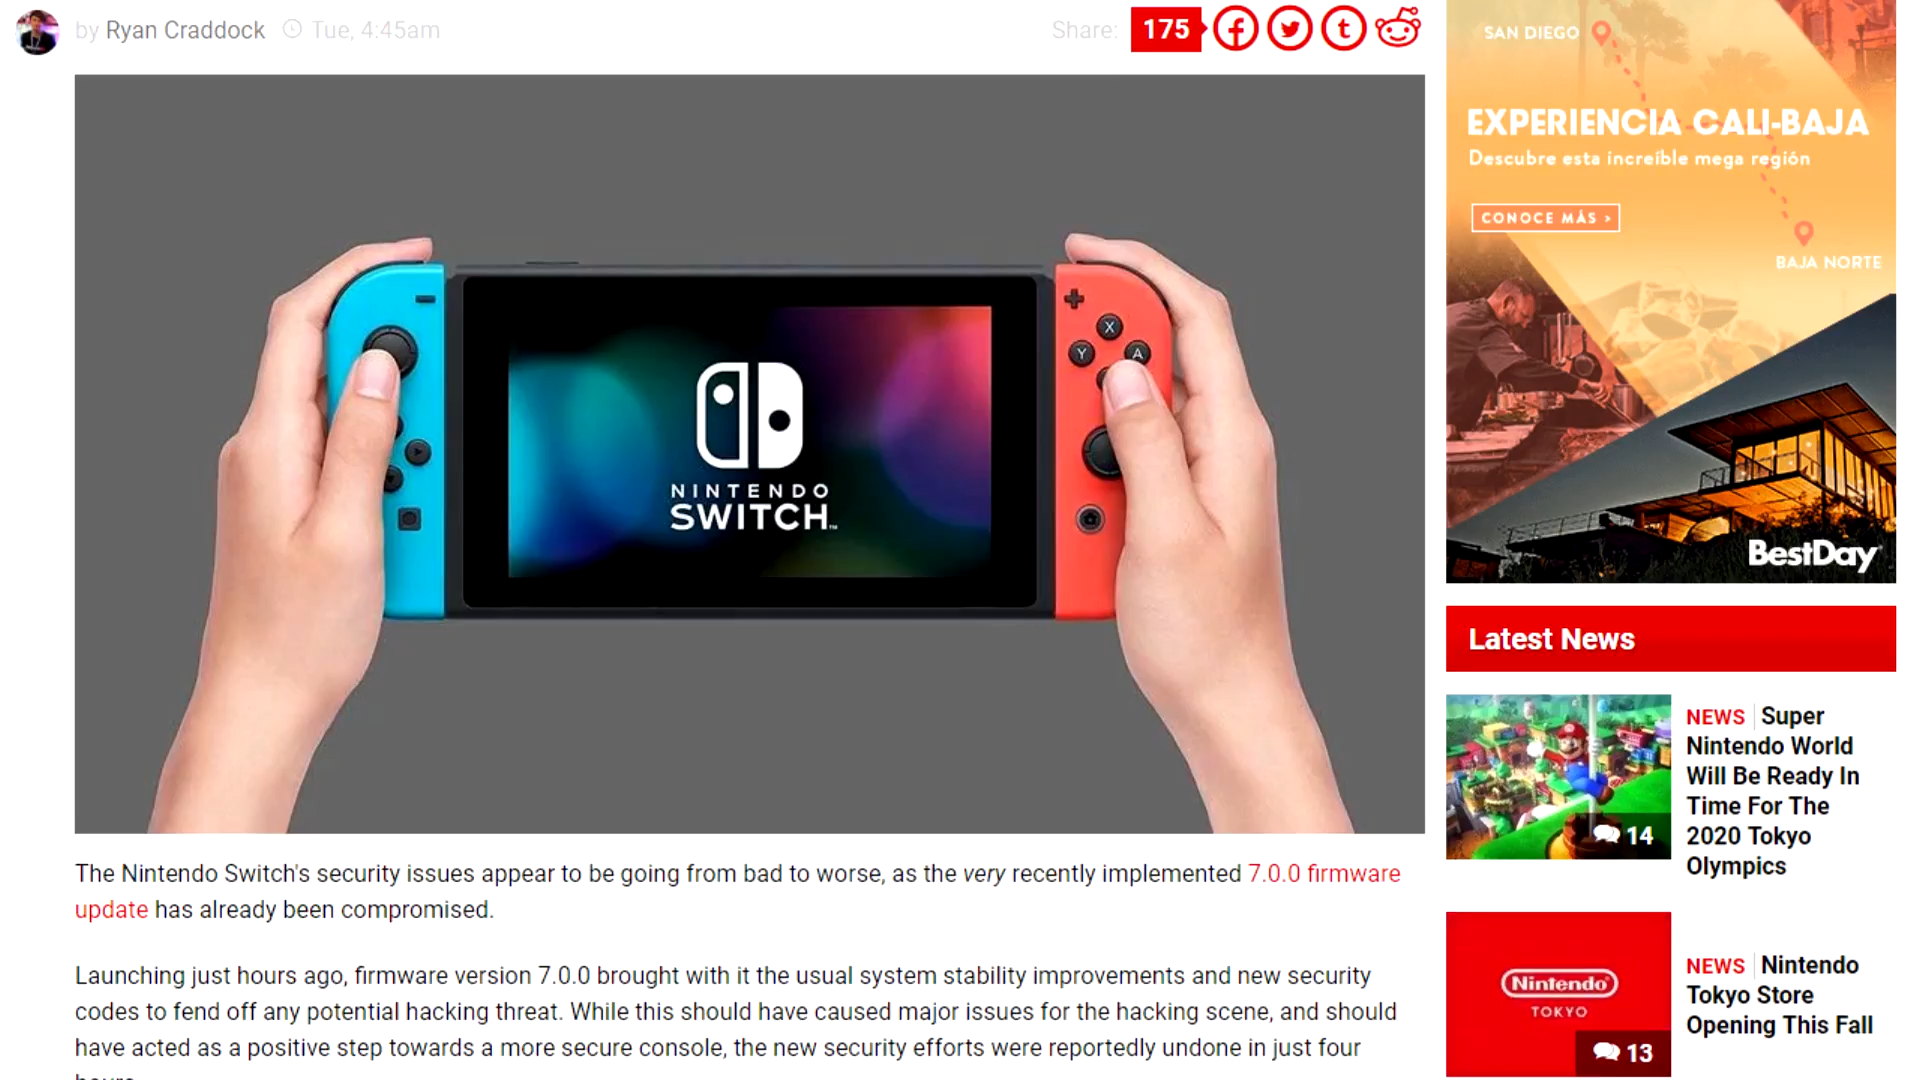 by Ryan Craddock Tue, 4:45am
Share: 175
NINTENDO
SWITCH™
X
Y A
The Nintendo Switch's security issues appear to be going from bad to worse, as the very recently implemented 7.0.0 firmware
update has already been compromised.
Launching just hours ago, firmware version 7.0.0 brought with it the usual system stability improvements and new security
codes to fend off any potential hacking threat. While this should have caused major issues for the hacking scene, and should
have acted as a positive step towards a more secure console, the new security efforts were reportedly undone in just four
SAN DIEGO
EXPERIENCIA CALI-BAJA
Descubre esta increíble mega región
CONOCE MÁS >
BAJA NORTE
BestDay
Latest News
NEWS Super
Nintendo World
Will Be Ready In
Time For The
2020 Tokyo
Olympics
14
NEWS Nintendo
Tokyo Store
Opening This Fall
Nintendo
TOKYO
13